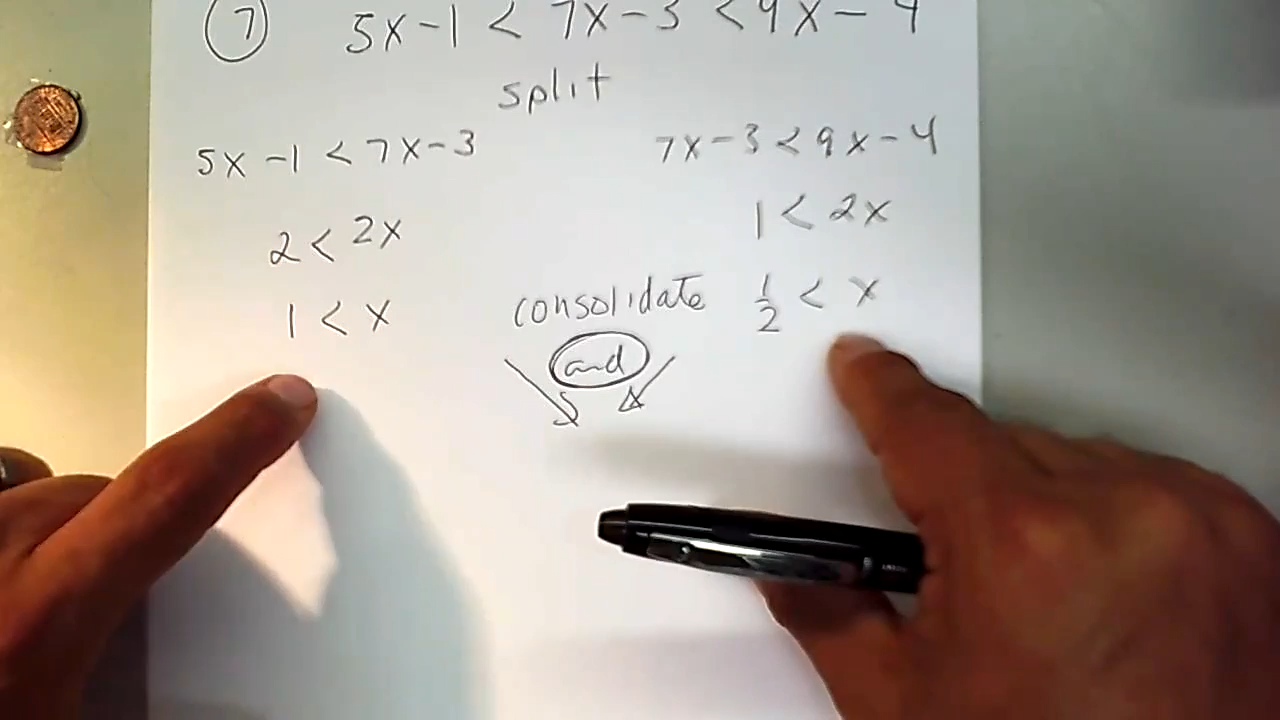 7 5x-1 < 7x-3 < 9x-4
split
5x-1 < 7x-3
7x-3 < 9x-4
2 < 2x
1 < 2x
1 < x
consolidate
1/2 < x
and